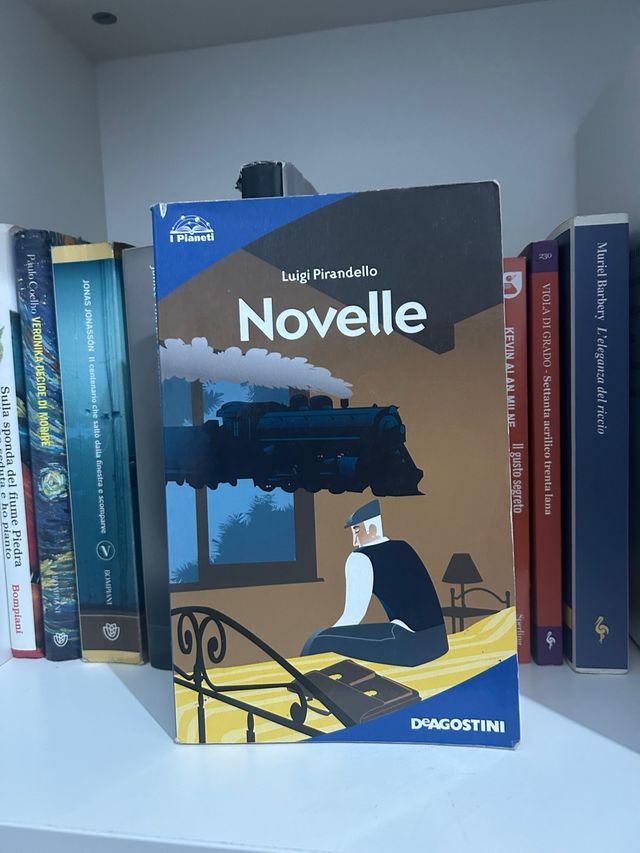 I Pianeti
Luigi Pirandello
Novelle
DeAGOSTINI
Sulla sponda del fiume Piedra
Bompiani
Paulo Coelho VERONIKA DECIDE DI MORIRE
JONAS JONASSON Il centenario che saltò dalla finestra e scomparve
BOMPIANI
KEVIN ALAN MILNE
Il gusto segreto
Sperling
230
VIOLA DI GRADO - Settanta acrilico trenta lana
Muriel Barbery L'eleganza del riccio